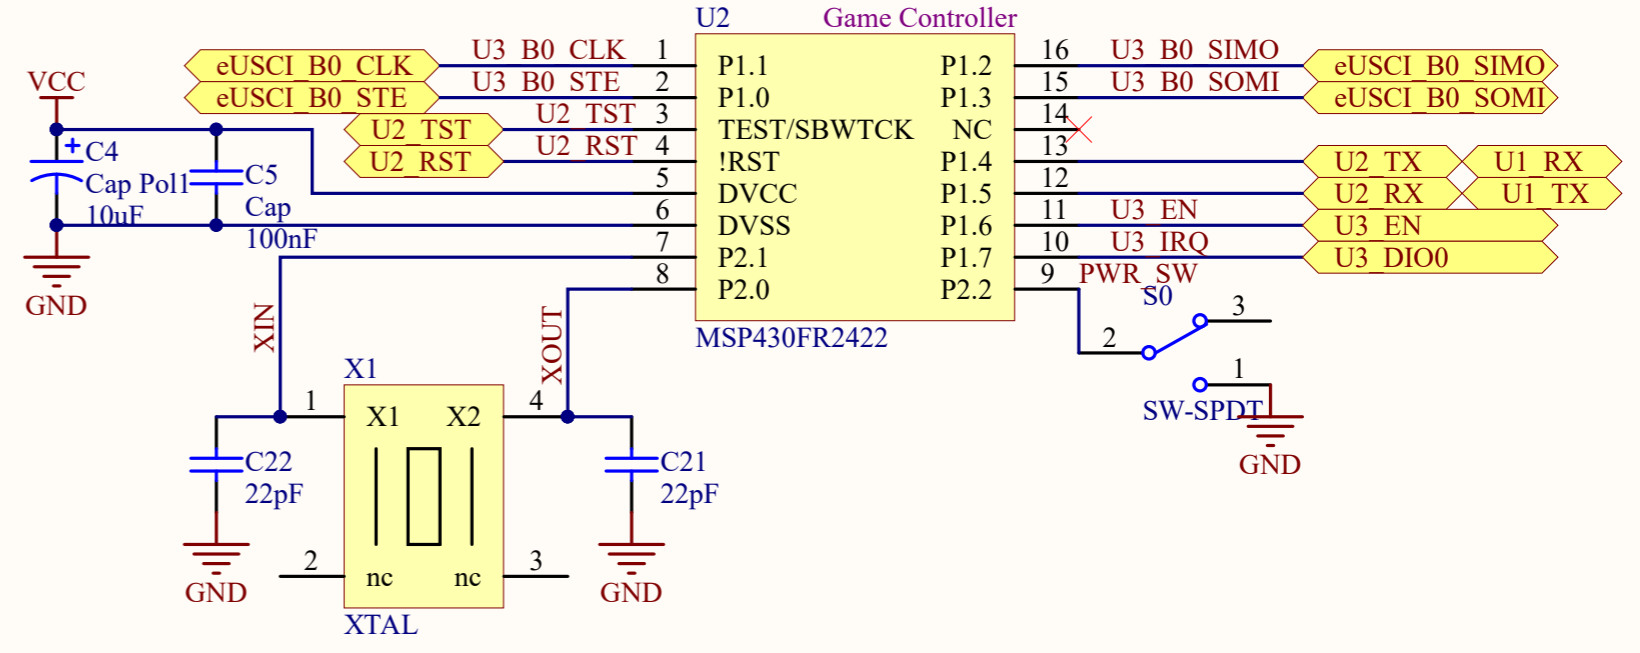 U2 Game Controller
U3_B0_CLK 1 16 U3_B0_SIMO
eUSCI_B0_CLK P1.1 P1.2 eUSCI_B0_SIMO
U3_B0_STE 2 15 U3_B0_SOMI
VCC eUSCI_B0_STE P1.0 P1.3 eUSCI_B0_SOMI
U2_TST 3 14
U2_TST TEST/SBWTCK NC
U2_RST 4 13
+ C4 U2_RST !RST P1.4 U2_TX U1_RX
C5 5 12
Cap Pol1 DVCC P1.5 U2_RX U1_TX
Cap 6 11 U3_EN
10uF DVSS P1.6 U3_EN
100nF 7 10 U3_IRQ
P2.1 P1.7 U3_DIO0
8 9 PWR_SW
GND P2.0 P2.2 S0
3
XIN XOUT MSP430FR2422 2
X1 1
1 4 SW-SPDT
X1 X2
C22 C21 GND
22pF 22pF
2 3
nc nc
GND GND
XTAL